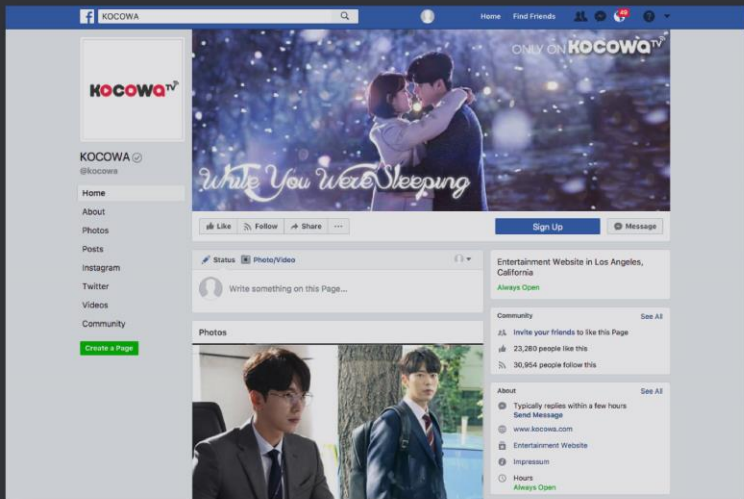 KOCOWA
Home
Find Friends
49
KOCOWA TV
ONLY ON KOCOWA TV
While You Were Sleeping
KOCOWA
@kocowa
Home
About
Photos
Posts
Instagram
Twitter
Videos
Community
Create a Page
Like
Follow
Share
Sign Up
Message
Status
Photo/Video
Write something on this Page...
Photos
Entertainment Website in Los Angeles,
California
Always Open
Community
See All
Invite your friends to like this Page
23,280 people like this
30,954 people follow this
About
See All
Typically replies within a few hours
Send Message
www.kocowa.com
Entertainment Website
Impressum
Hours
Always Open